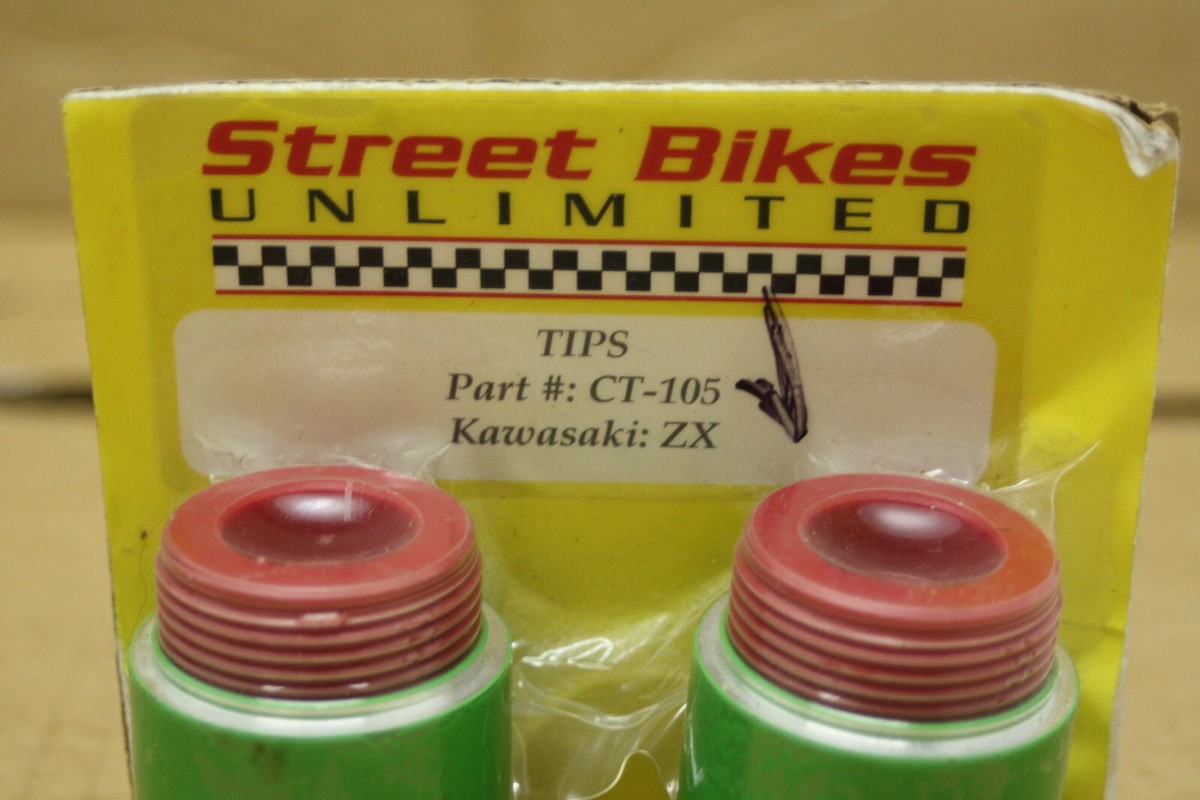 Street Bikes
UNLIMITED
TIPS
Part #: CT-105
Kawasaki: ZX